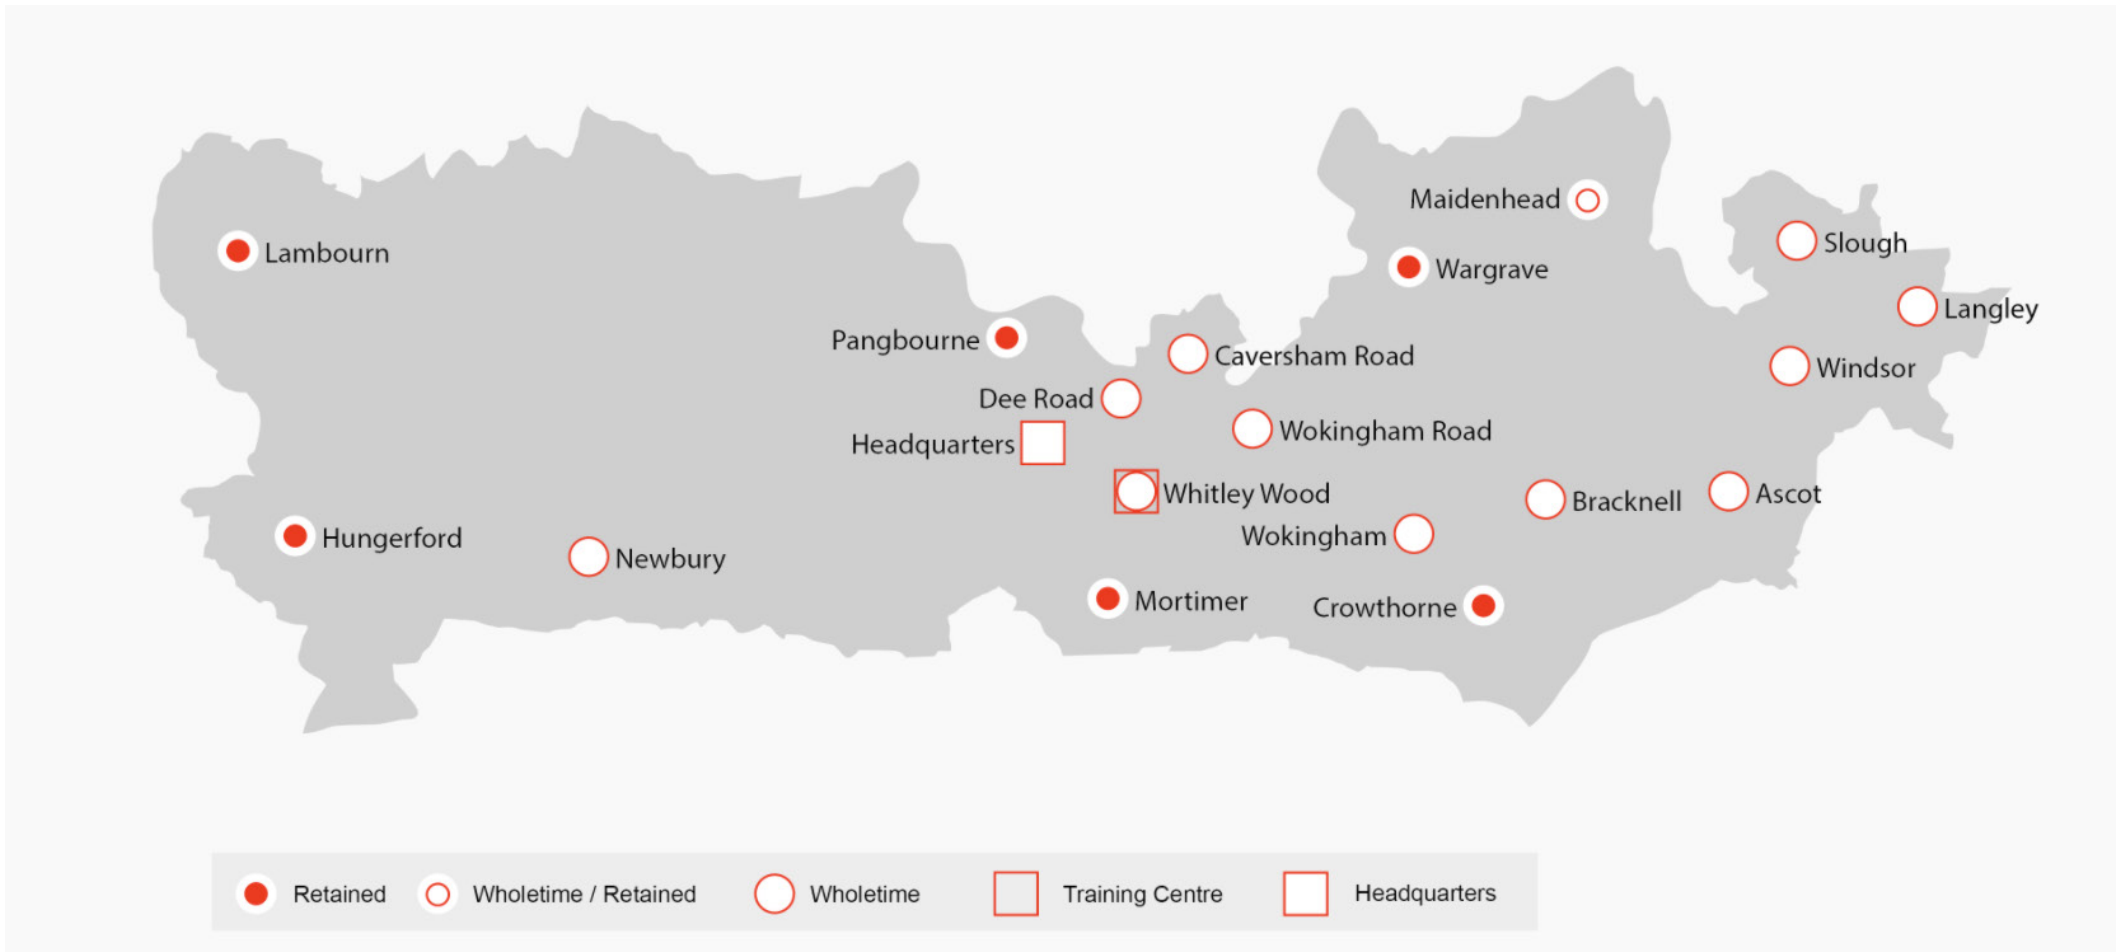 Maidenhead
Slough
Lambourn
Wargrave
Langley
Pangbourne
Caversham Road
Windsor
Dee Road
Wokingham Road
Headquarters
Whitley Wood
Ascot
Bracknell
Wokingham
Hungerford
Newbury
Mortimer
Crowthorne
Retained
Wholetime / Retained
Wholetime
Training Centre
Headquarters